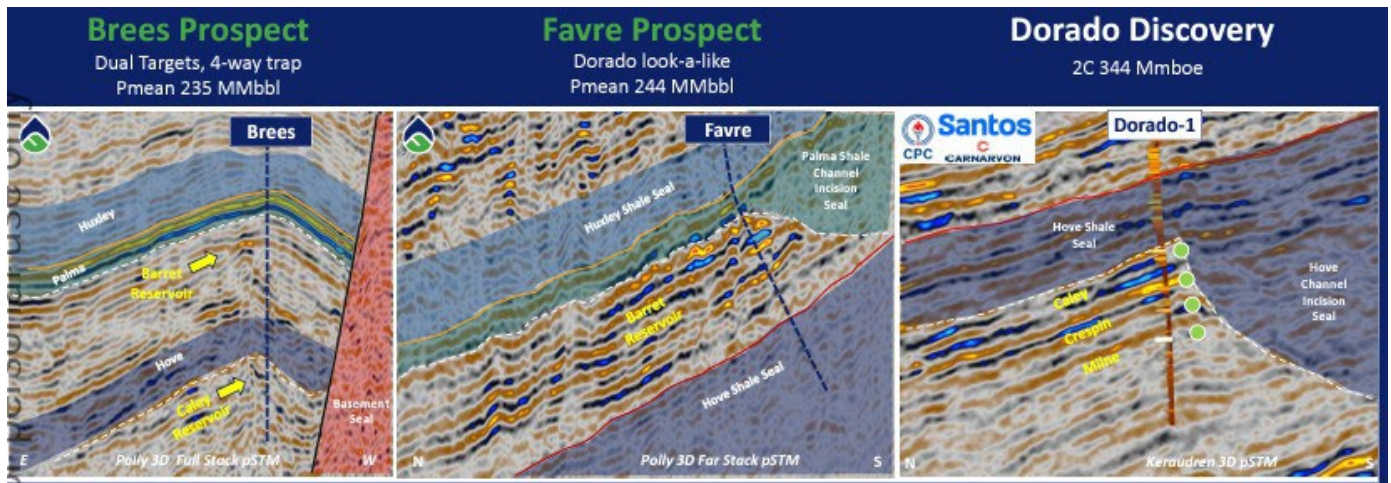 Brees Prospect
Dual Targets, 4-way trap
Pmean 235 MMbbl
Favre Prospect
Dorado look-a-like
Pmean 244 MMbbl
Dorado Discovery
2C 344 Mmboe
personal use only
Brees
Huxley
Palma
Barret
Reservoir
Hove
Caley
Reservoir
Basement
Seal
E
Polly 3D Full Stack pSTM
W
Favre
Palma Shale
Channel
Incision
Seal
Huxley Shale Seal
Barret
Reservoir
Hove Shale Seal
N
Polly 3D Far Stack pSTM
S
CPC
Santos
CARNARVON
Dorado-1
Hove Shale
Seal
Hove
Channel
Incision
Seal
Caley
Crespin
Milne
N
Keraudren 3D pSTM
S